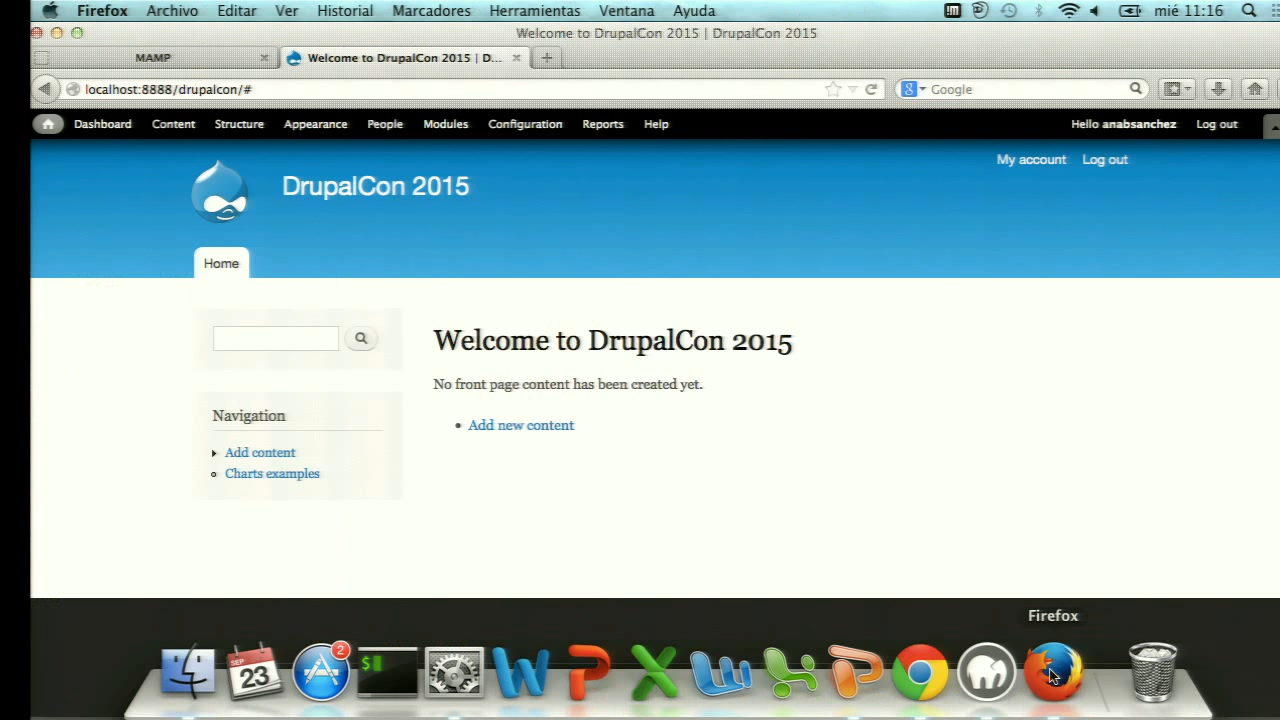 Firefox Archivo Editar Ver Historial Marcadores Herramientas Ventana Ayuda mié 11:16
Welcome to DrupalCon 2015 | DrupalCon 2015
MAMP Welcome to DrupalCon 2015 | D...
localhost:8888/drupalcon/# Google
Dashboard Content Structure Appearance People Modules Configuration Reports Help Hello anabsanchez Log out
My account Log out
DrupalCon 2015
Home
Welcome to DrupalCon 2015
No front page content has been created yet.
Add new content
Navigation
Add content
Charts examples
Firefox
SEP
23
2
$